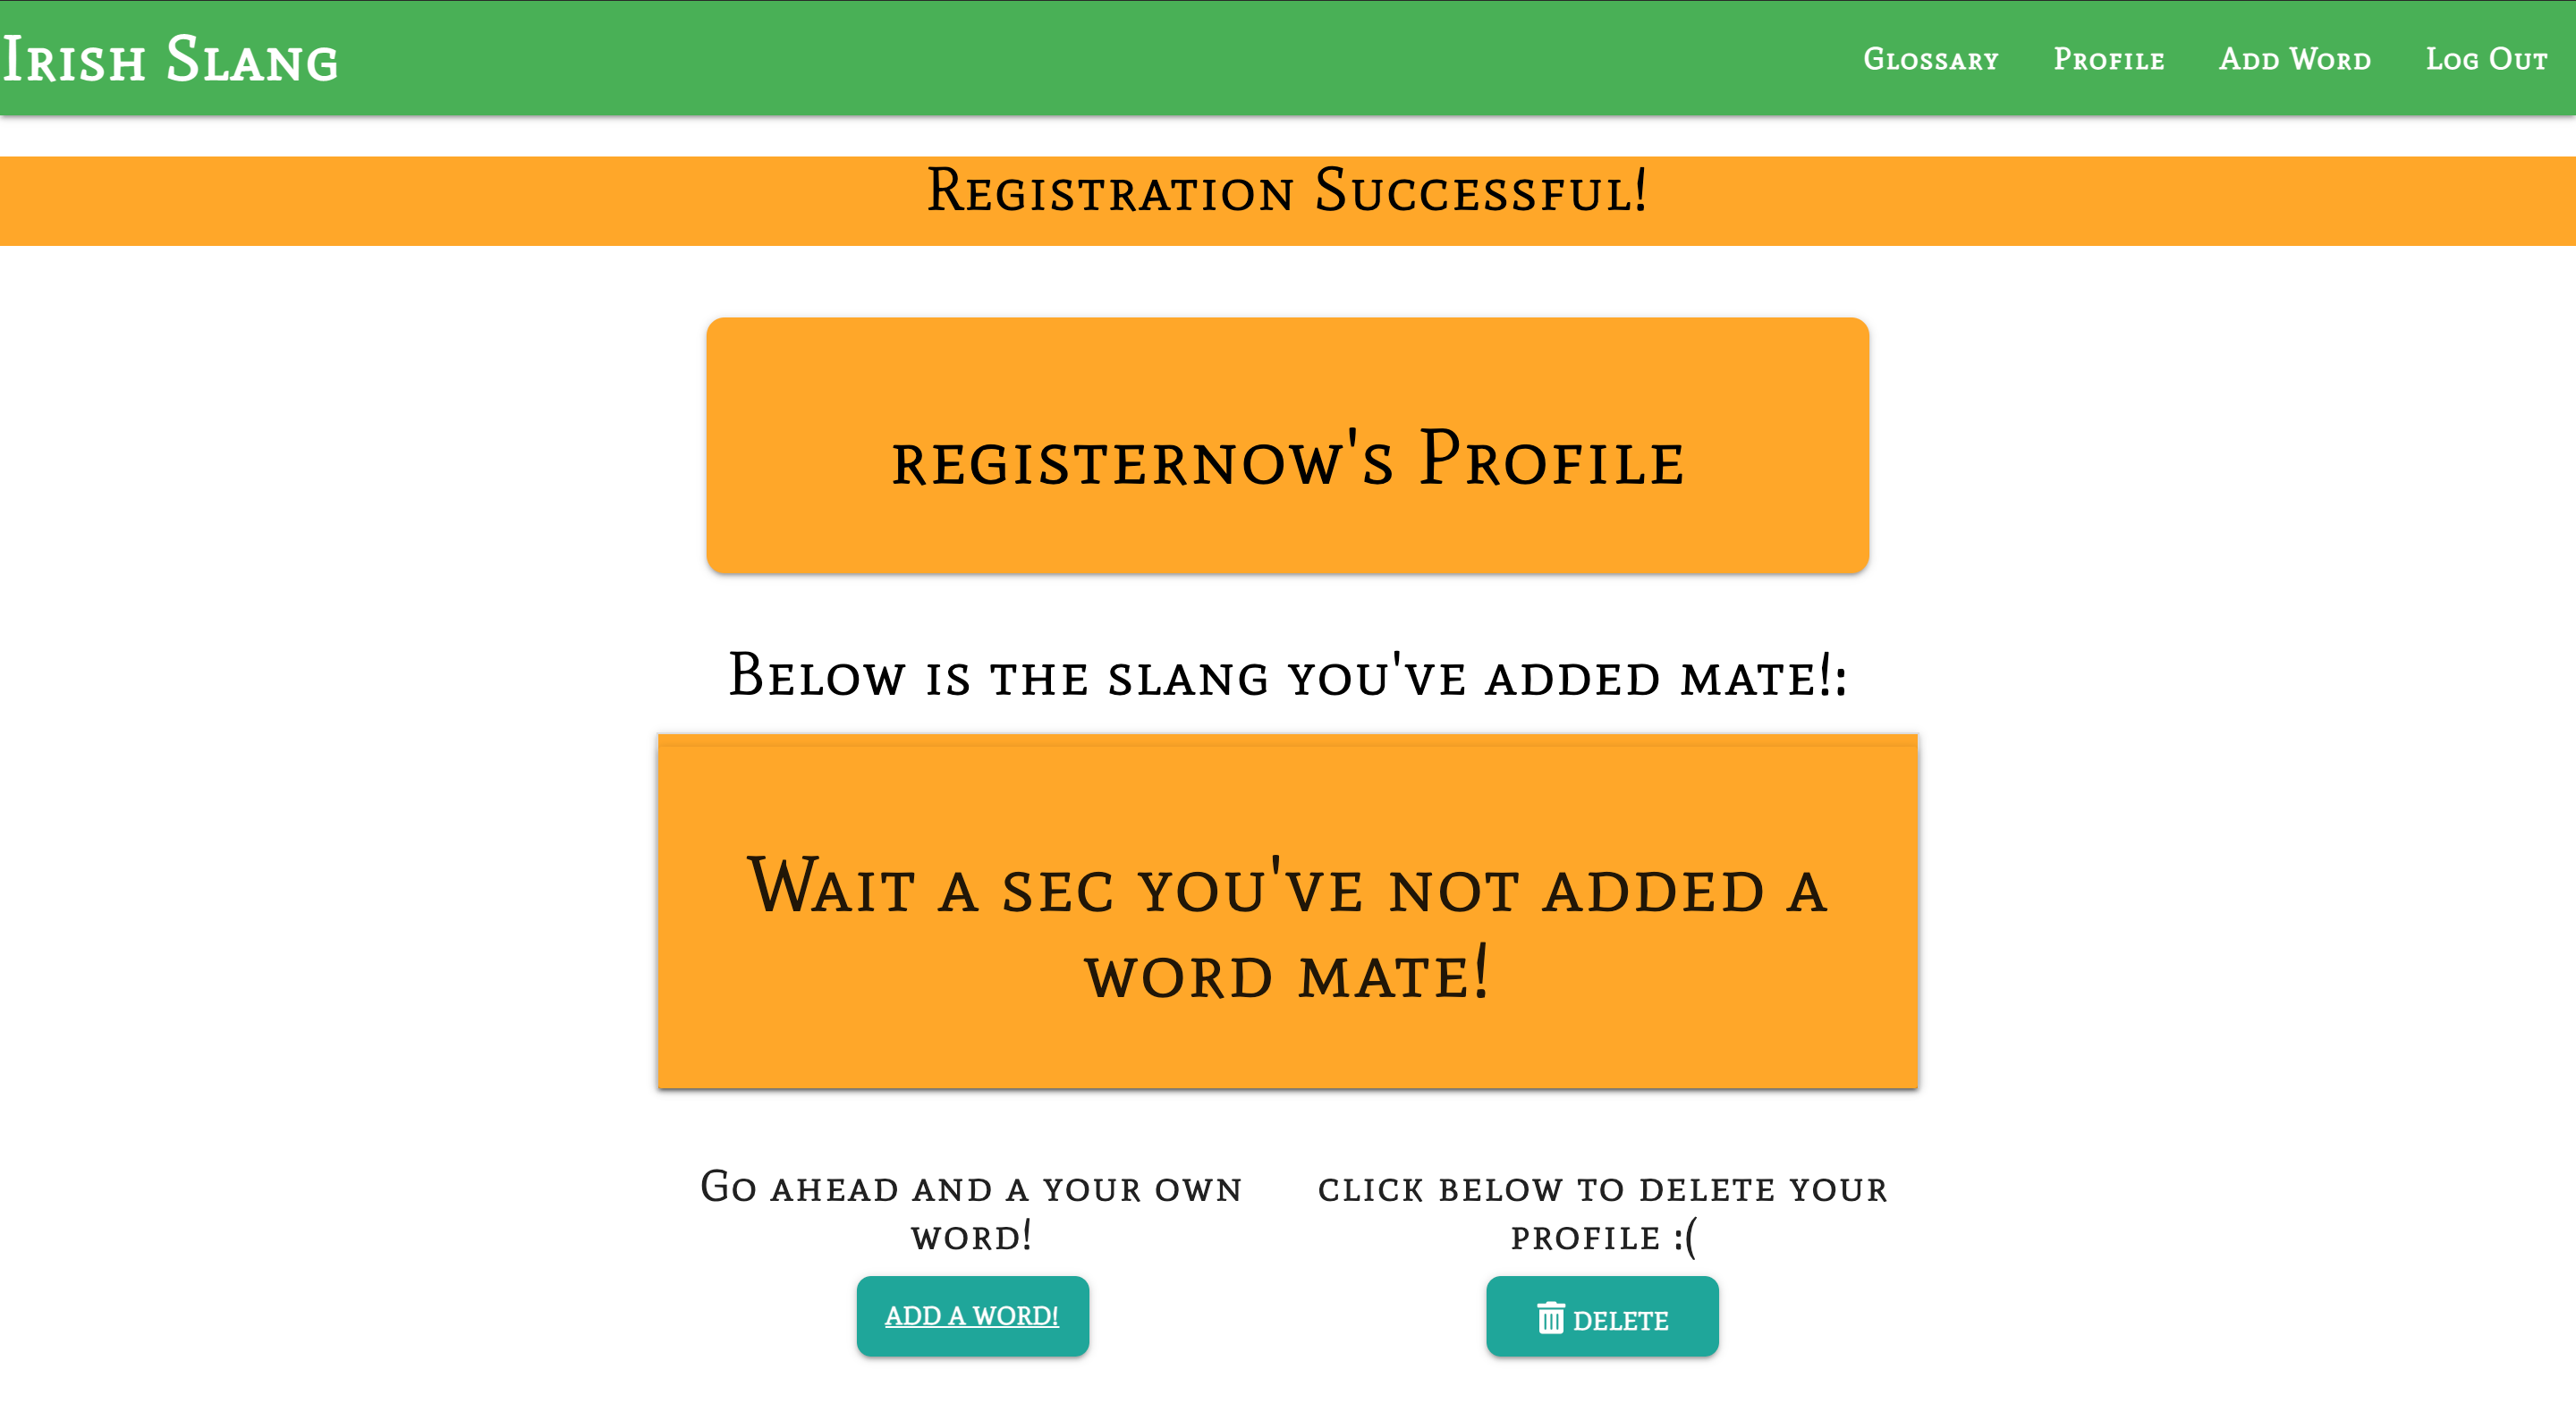 Irish Slang
Glossary Profile Add Word Log Out
Registration Successful!
registernow's Profile
Below is the slang you've added mate!:
Wait a sec you've not added a
word mate!
Go ahead and a your own
word!
ADD A WORD!
click below to delete your
profile :(
DELETE